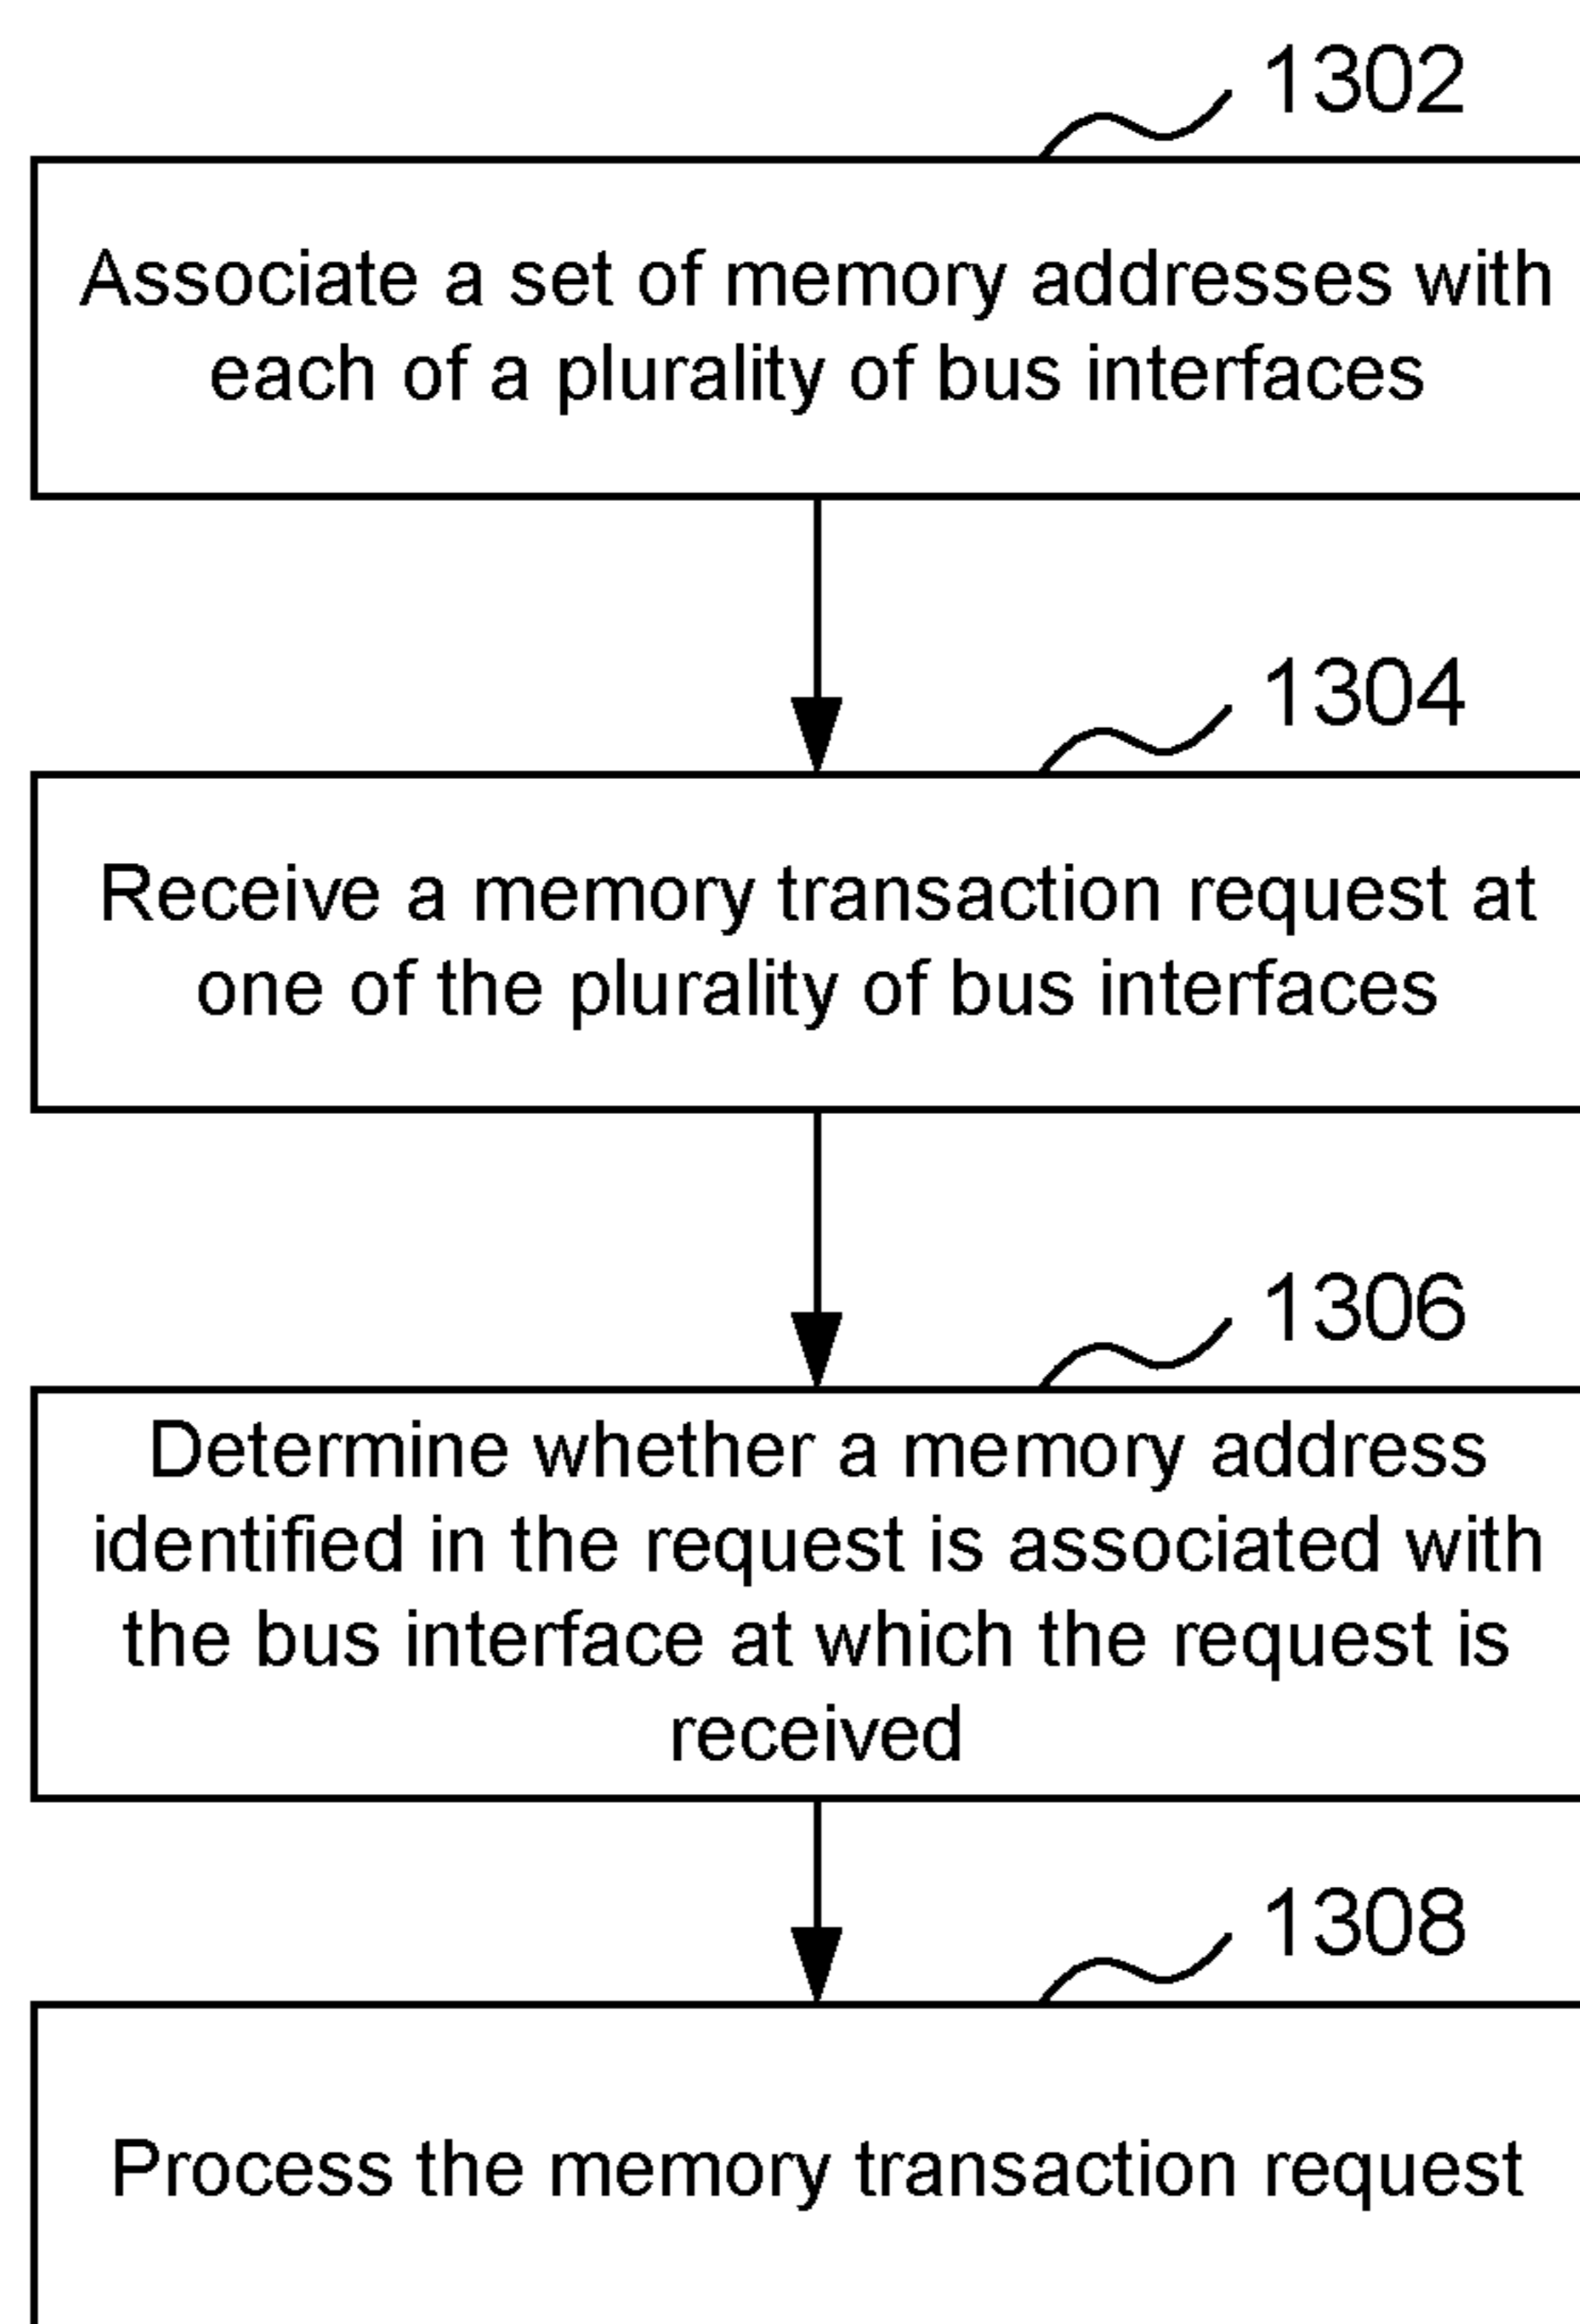 1302
Associate a set of memory addresses with
each of a plurality of bus interfaces
1304
Receive a memory transaction request at
one of the plurality of bus interfaces
1306
Determine whether a memory address
identified in the request is associated with
the bus interface at which the request is
received
1308
Process the memory transaction request